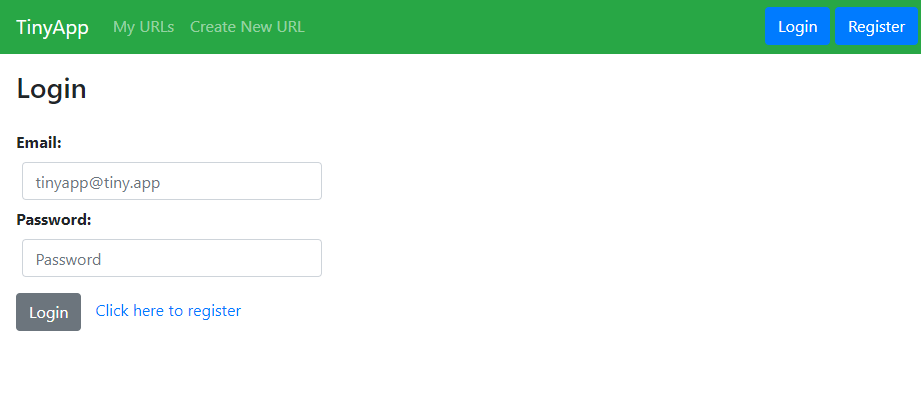 TinyApp My URLs Create New URL Login Register
Login
Email:
tinyapp@tiny.app
Password:
Password
Login Click here to register